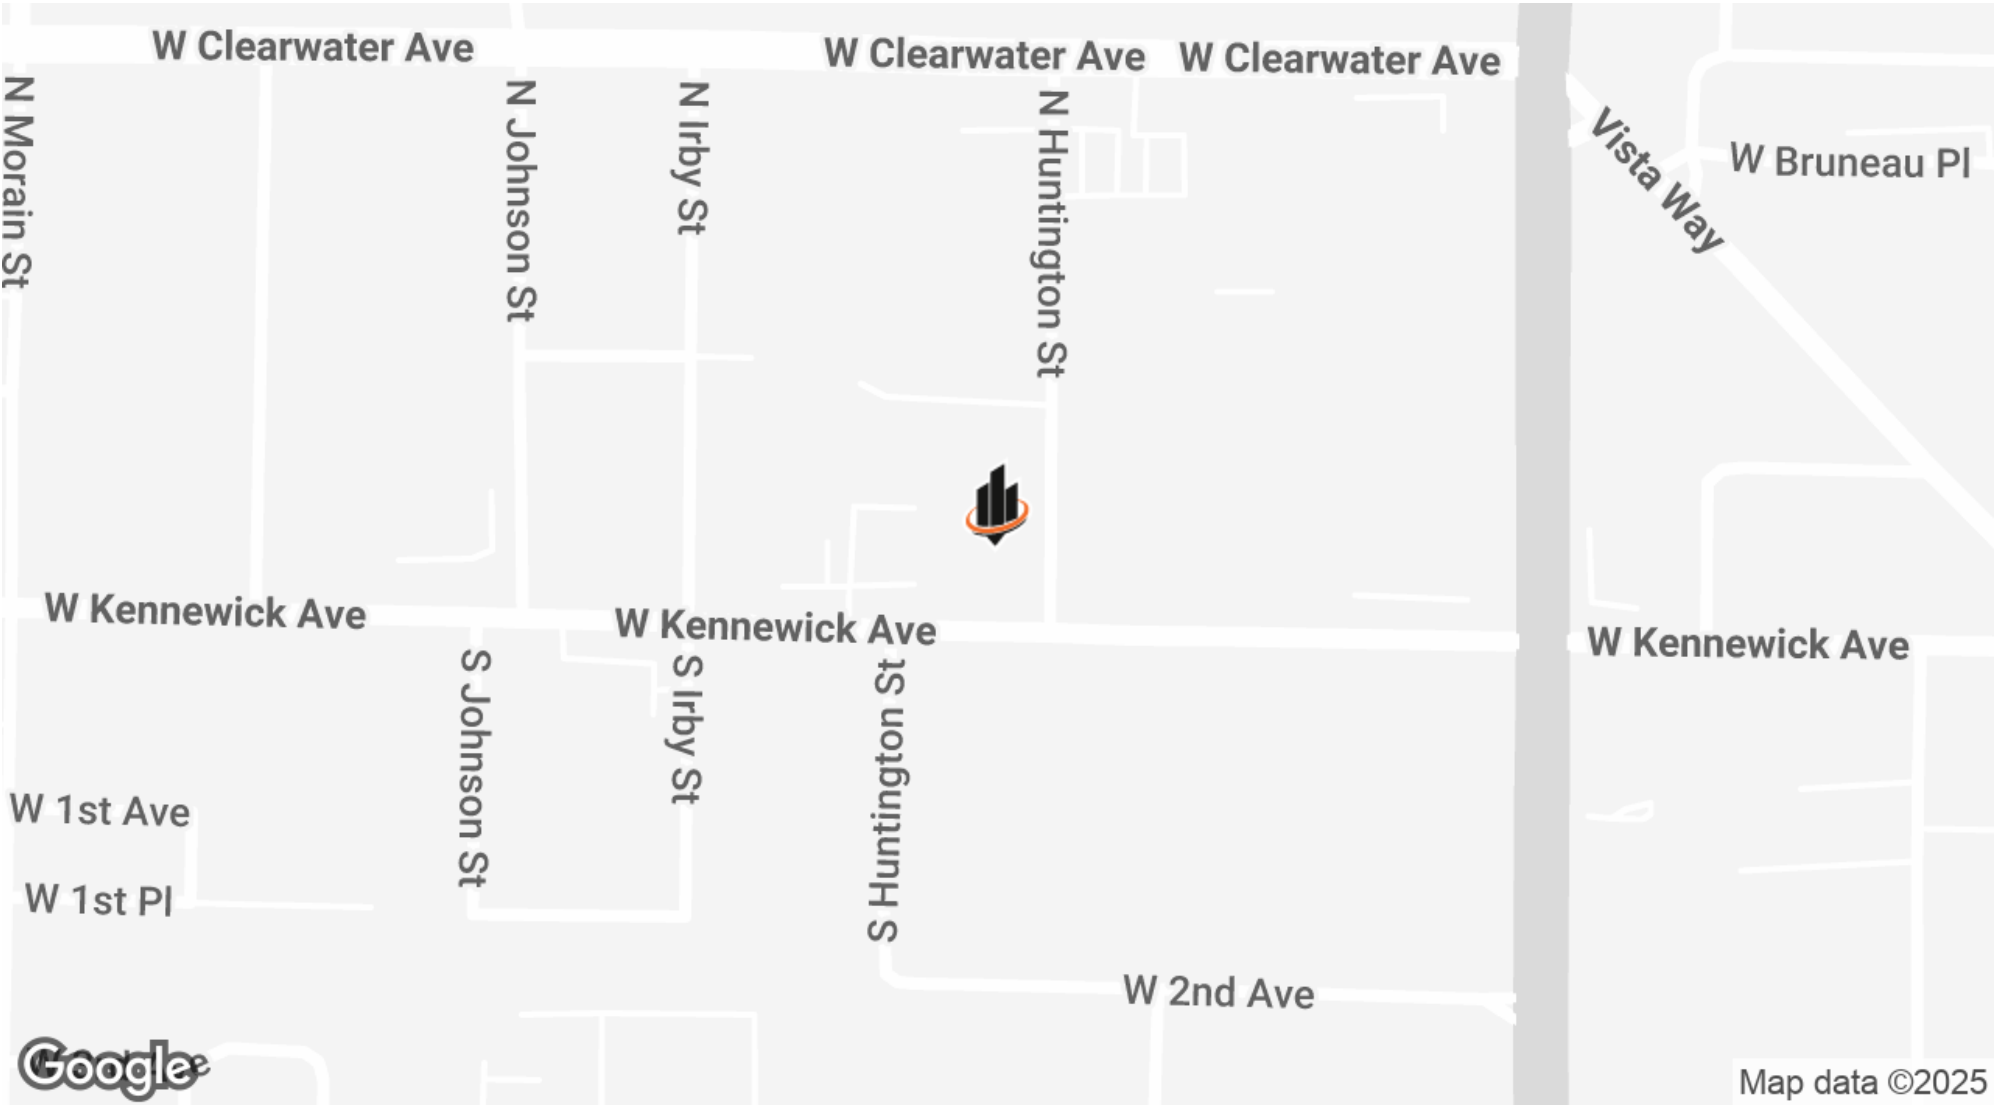 W Clearwater Ave
W Clearwater Ave
W Clearwater Ave
N Morain St
N Johnson St
N Irby St
N Huntington St
Vista Way
W Bruneau Pl
W Kennewick Ave
W Kennewick Ave
W Kennewick Ave
S Johnson St
S Irby St
S Huntington St
W 1st Ave
W 1st Pl
W 2nd Ave
Google
Map data ©2025